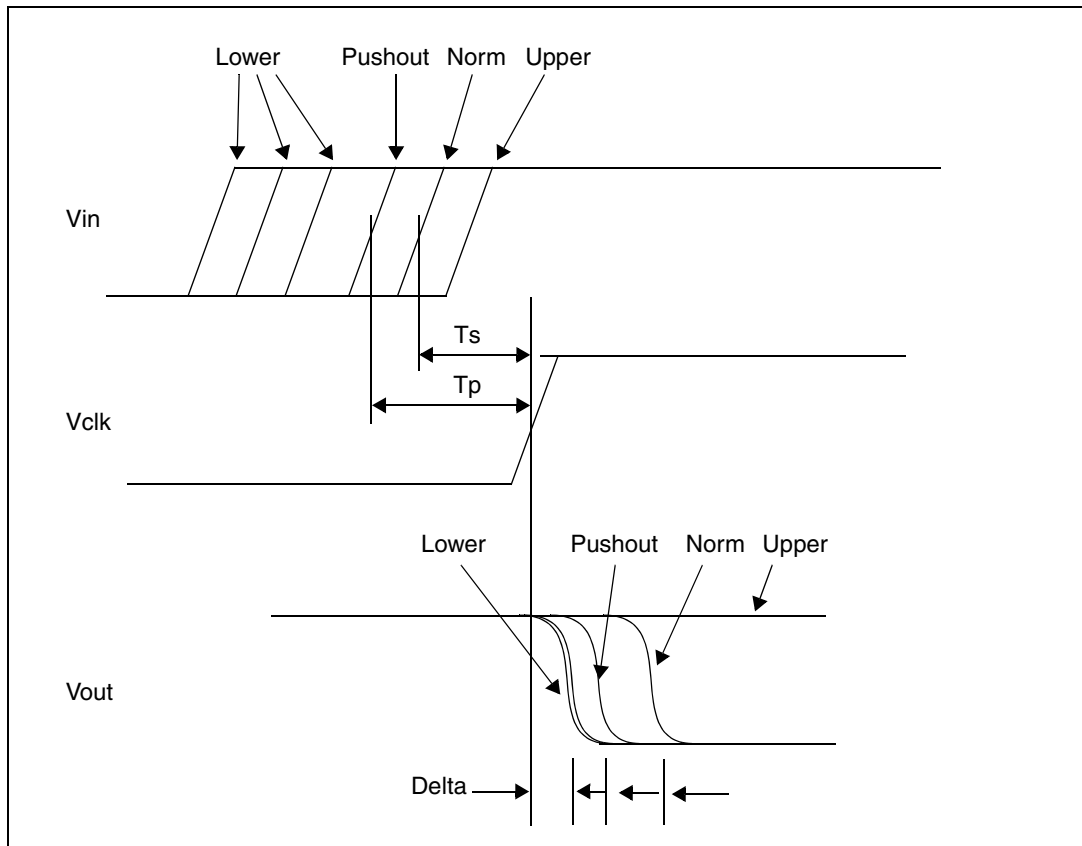 Lower Pushout Norm Upper
Vin
Ts
Tp
Vclk
Lower Pushout Norm Upper
Vout
Delta